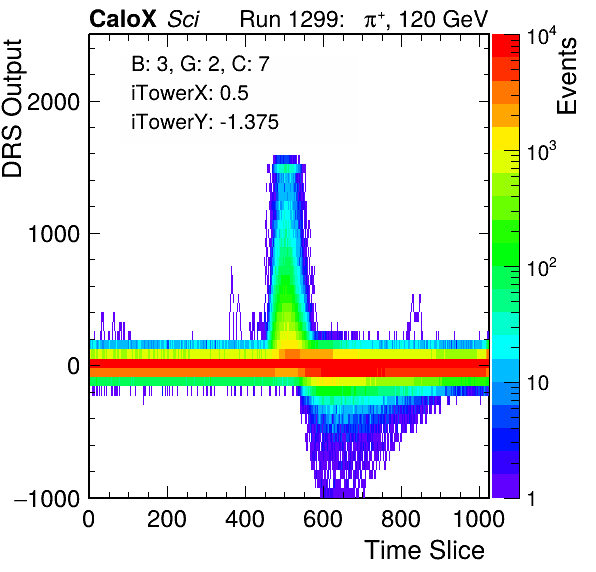 CaloX Sci Run 1299: π⁺, 120 GeV
B: 3, G: 2, C: 7
iTowerX: 0.5
iTowerY: -1.375
DRS Output
2000
1000
0
−1000
0 200 400 600 800 1000
Time Slice
Events
10⁴
10³
10²
10
1